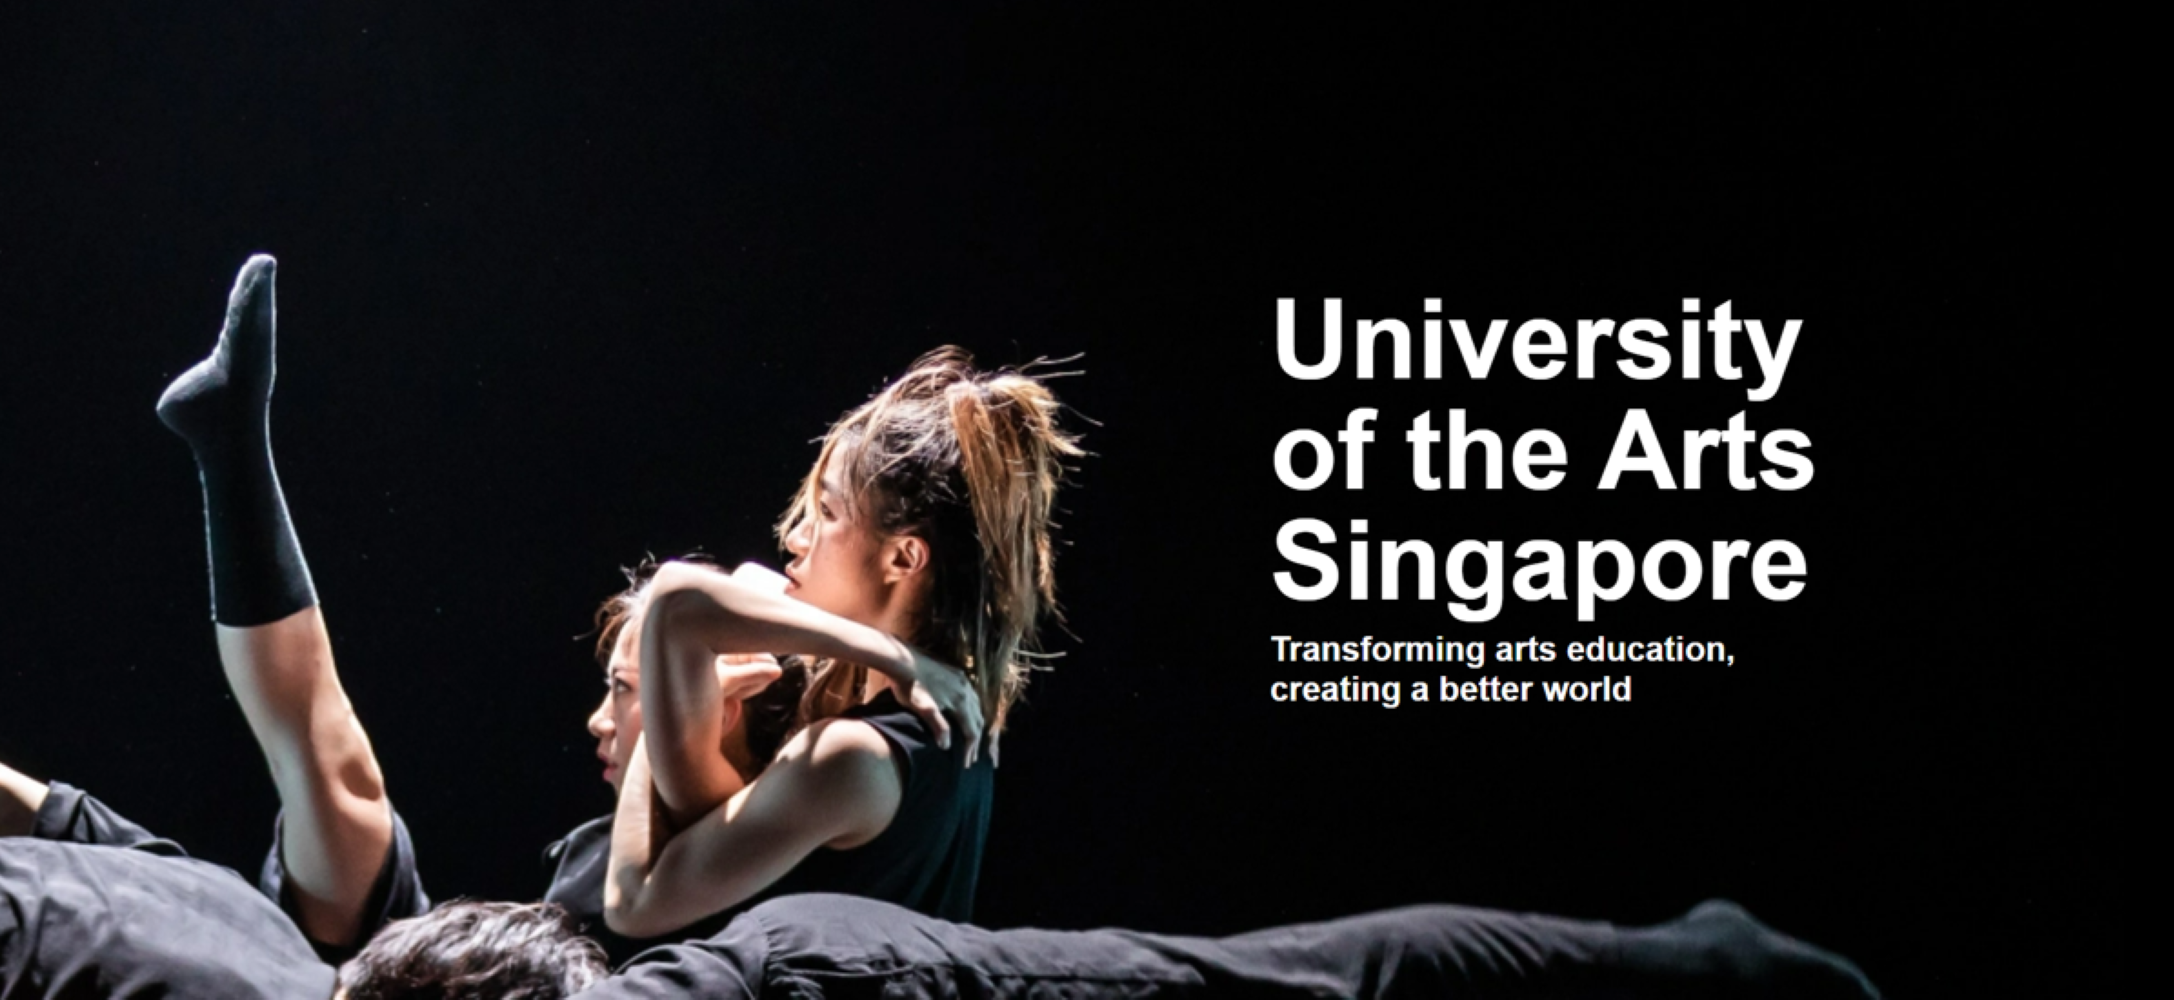 University
of the Arts
Singapore
Transforming arts education,
creating a better world